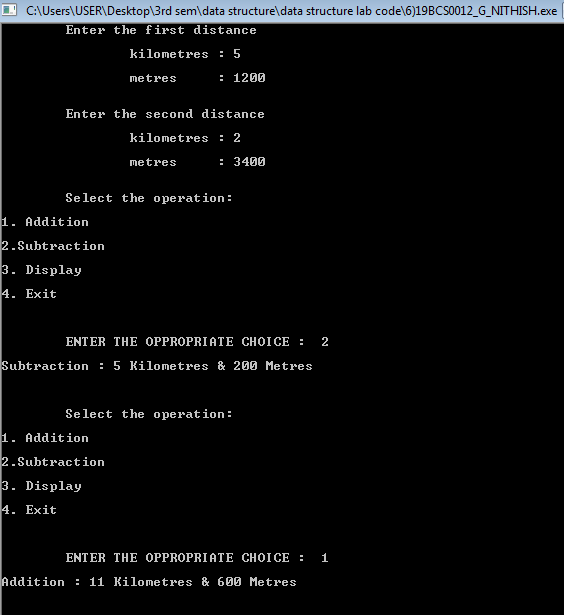 C:\Users\USER\Desktop\3rd sem\data structure\data structure lab code\6)19BCS0012_G_NITHISH.exe
Enter the first distance
kilometres : 5
metres : 1200
Enter the second distance
kilometres : 2
metres : 3400
Select the operation:
1. Addition
2.Subtraction
3. Display
4. Exit
ENTER THE OPPROPRIATE CHOICE : 2
Subtraction : 5 Kilometres & 200 Metres
Select the operation:
1. Addition
2.Subtraction
3. Display
4. Exit
ENTER THE OPPROPRIATE CHOICE : 1
Addition : 11 Kilometres & 600 Metres